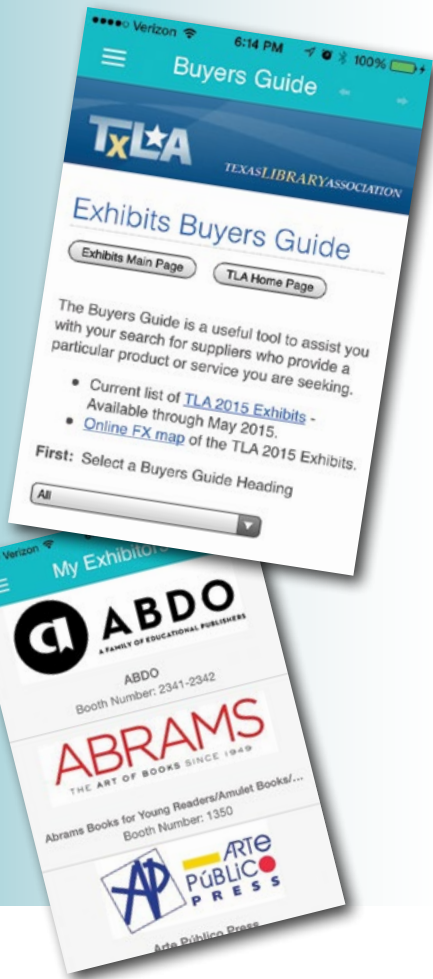 Verizon 6:14 PM 100%
Buyers Guide
TxLA
TEXAS LIBRARY ASSOCIATION
Exhibits Buyers Guide
Exhibits Main Page TLA Home Page
The Buyers Guide is a useful tool to assist you
with your search for suppliers who provide a
particular product or service you are seeking.
• Current list of TLA 2015 Exhibits -
Available through May 2015.
• Online FX map of the TLA 2015 Exhibits.
First: Select a Buyers Guide Heading
All
Verizon
My Exhibitors
a ABDO
A FAMILY OF EDUCATIONAL PUBLISHERS
ABDO
Booth Number: 2341-2342
ABRAMS
THE ART OF BOOKS SINCE 1949
Abrams Books for Young Readers/Amulet Books/...
Booth Number: 1350
AP ARTE
PÚBLICO
PRESS
Arte Público Press